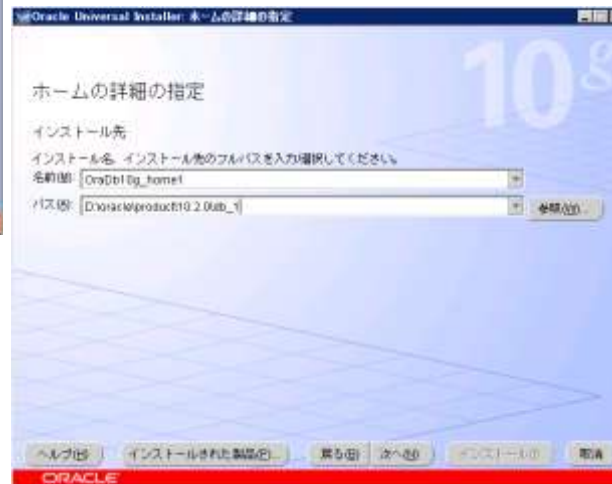 Oracle Universal Installer: ホームの詳細の指定
10g
ホームの詳細の指定
インストール先
インストール名、インストール先のフルパスを入力/選択してください。
名前(M): OraDb10g_home1
パス(A): D:\oracle\product\10.2.0\db_1
参照(W)...
ヘルプ(H) インストールされた製品(P)... 戻る(B) 次へ(N) インストール(I) 取消
ORACLE